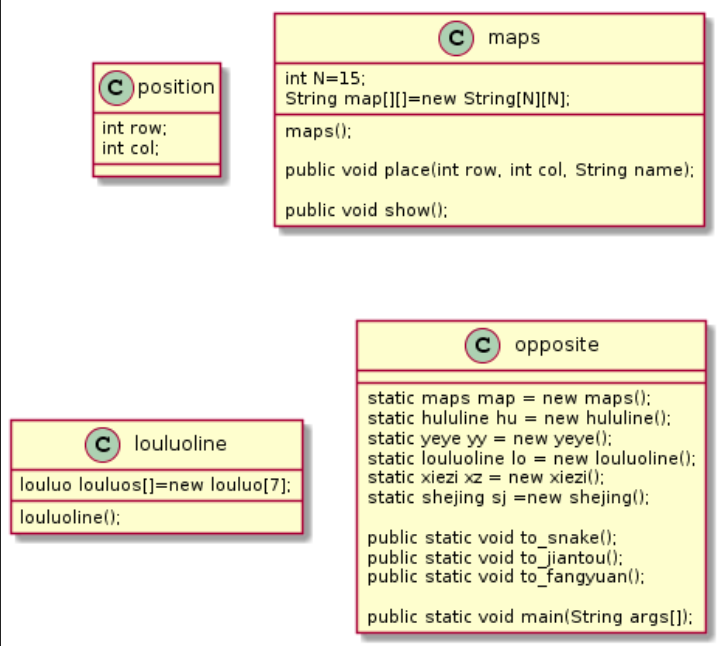 C position
int row;
int col;
C maps
int N=15;
String map[][]=new String[N][N];
maps();
public void place(int row, int col, String name);
public void show();
C louluoline
louluo louluos[]=new louluo[7];
louluoline();
C opposite
static maps map = new maps();
static hululine hu = new hululine();
static yeye yy = new yeye();
static louluoline lo = new louluoline();
static xiezi xz = new xiezi();
static shejing sj =new shejing();
public static void to_snake();
public static void to_jiantou();
public static void to_fangyuan();
public static void main(String args[]);